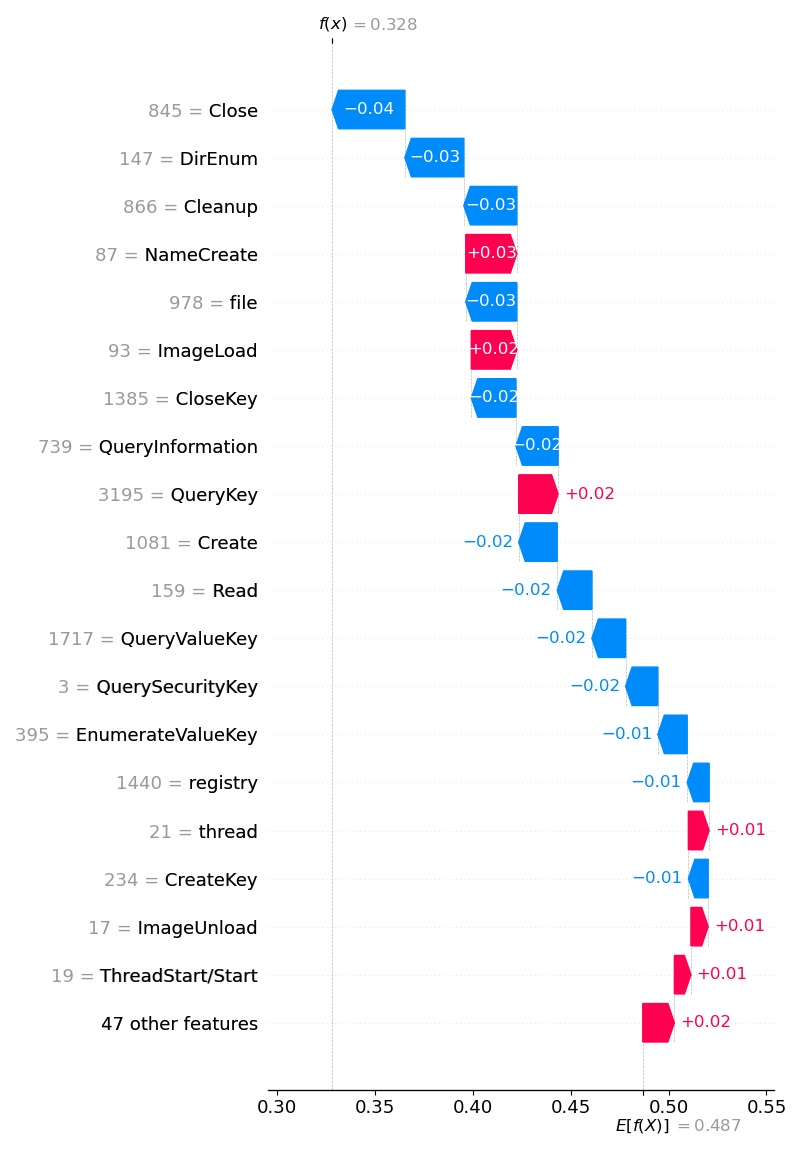 f(x) = 0.328
845 = Close −0.04
147 = DirEnum −0.03
866 = Cleanup −0.03
87 = NameCreate +0.03
978 = file −0.03
93 = ImageLoad +0.02
1385 = CloseKey −0.02
739 = QueryInformation −0.02
3195 = QueryKey +0.02
1081 = Create −0.02
159 = Read −0.02
1717 = QueryValueKey −0.02
3 = QuerySecurityKey −0.02
395 = EnumerateValueKey −0.01
1440 = registry −0.01
21 = thread +0.01
234 = CreateKey −0.01
17 = ImageUnload +0.01
19 = ThreadStart/Start +0.01
47 other features +0.02
0.30 0.35 0.40 0.45 0.50 0.55
E[f(X)] = 0.487